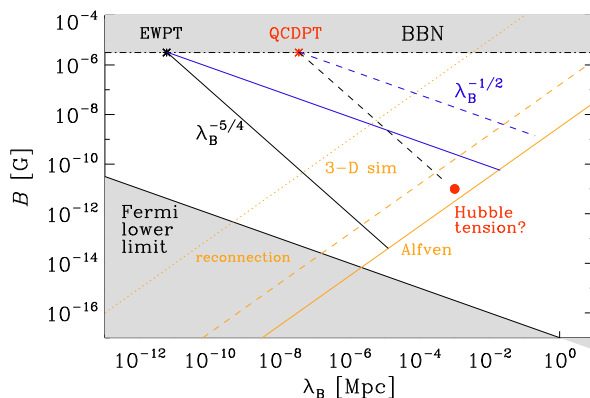 EWPT
QCDPT
BBN
λ_B^{-5/4}
λ_B^{-1/2}
3-D sim
Fermi
lower
limit
reconnection
Hubble
tension?
Alfven
B [G]
10^{-4}
10^{-6}
10^{-8}
10^{-10}
10^{-12}
10^{-14}
10^{-16}
10^{-12} 10^{-10} 10^{-8} 10^{-6} 10^{-4} 10^{-2} 10^{0}
λ_B [Mpc]